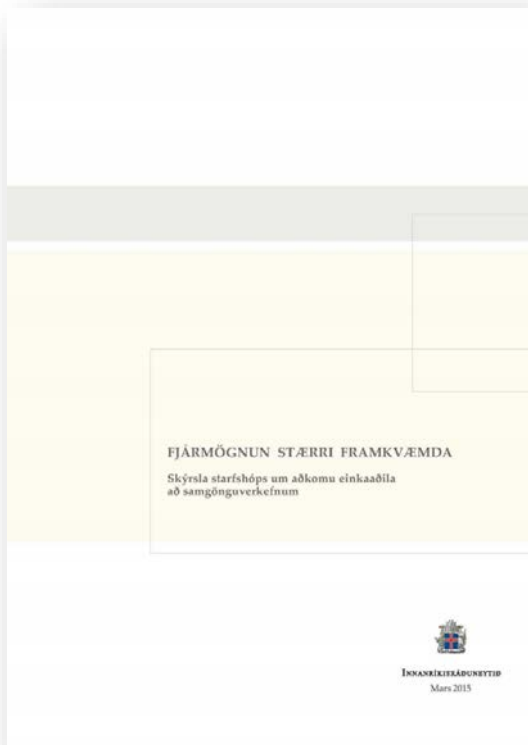 FJÁRMÖGNUN STÆRRI FRAMKVÆMDA
Skýrsla starfshóps um aðkomu einkaaðila
að samgönguverkefnum
INNANRÍKISRÁÐUNEYTIÐ
Mars 2015